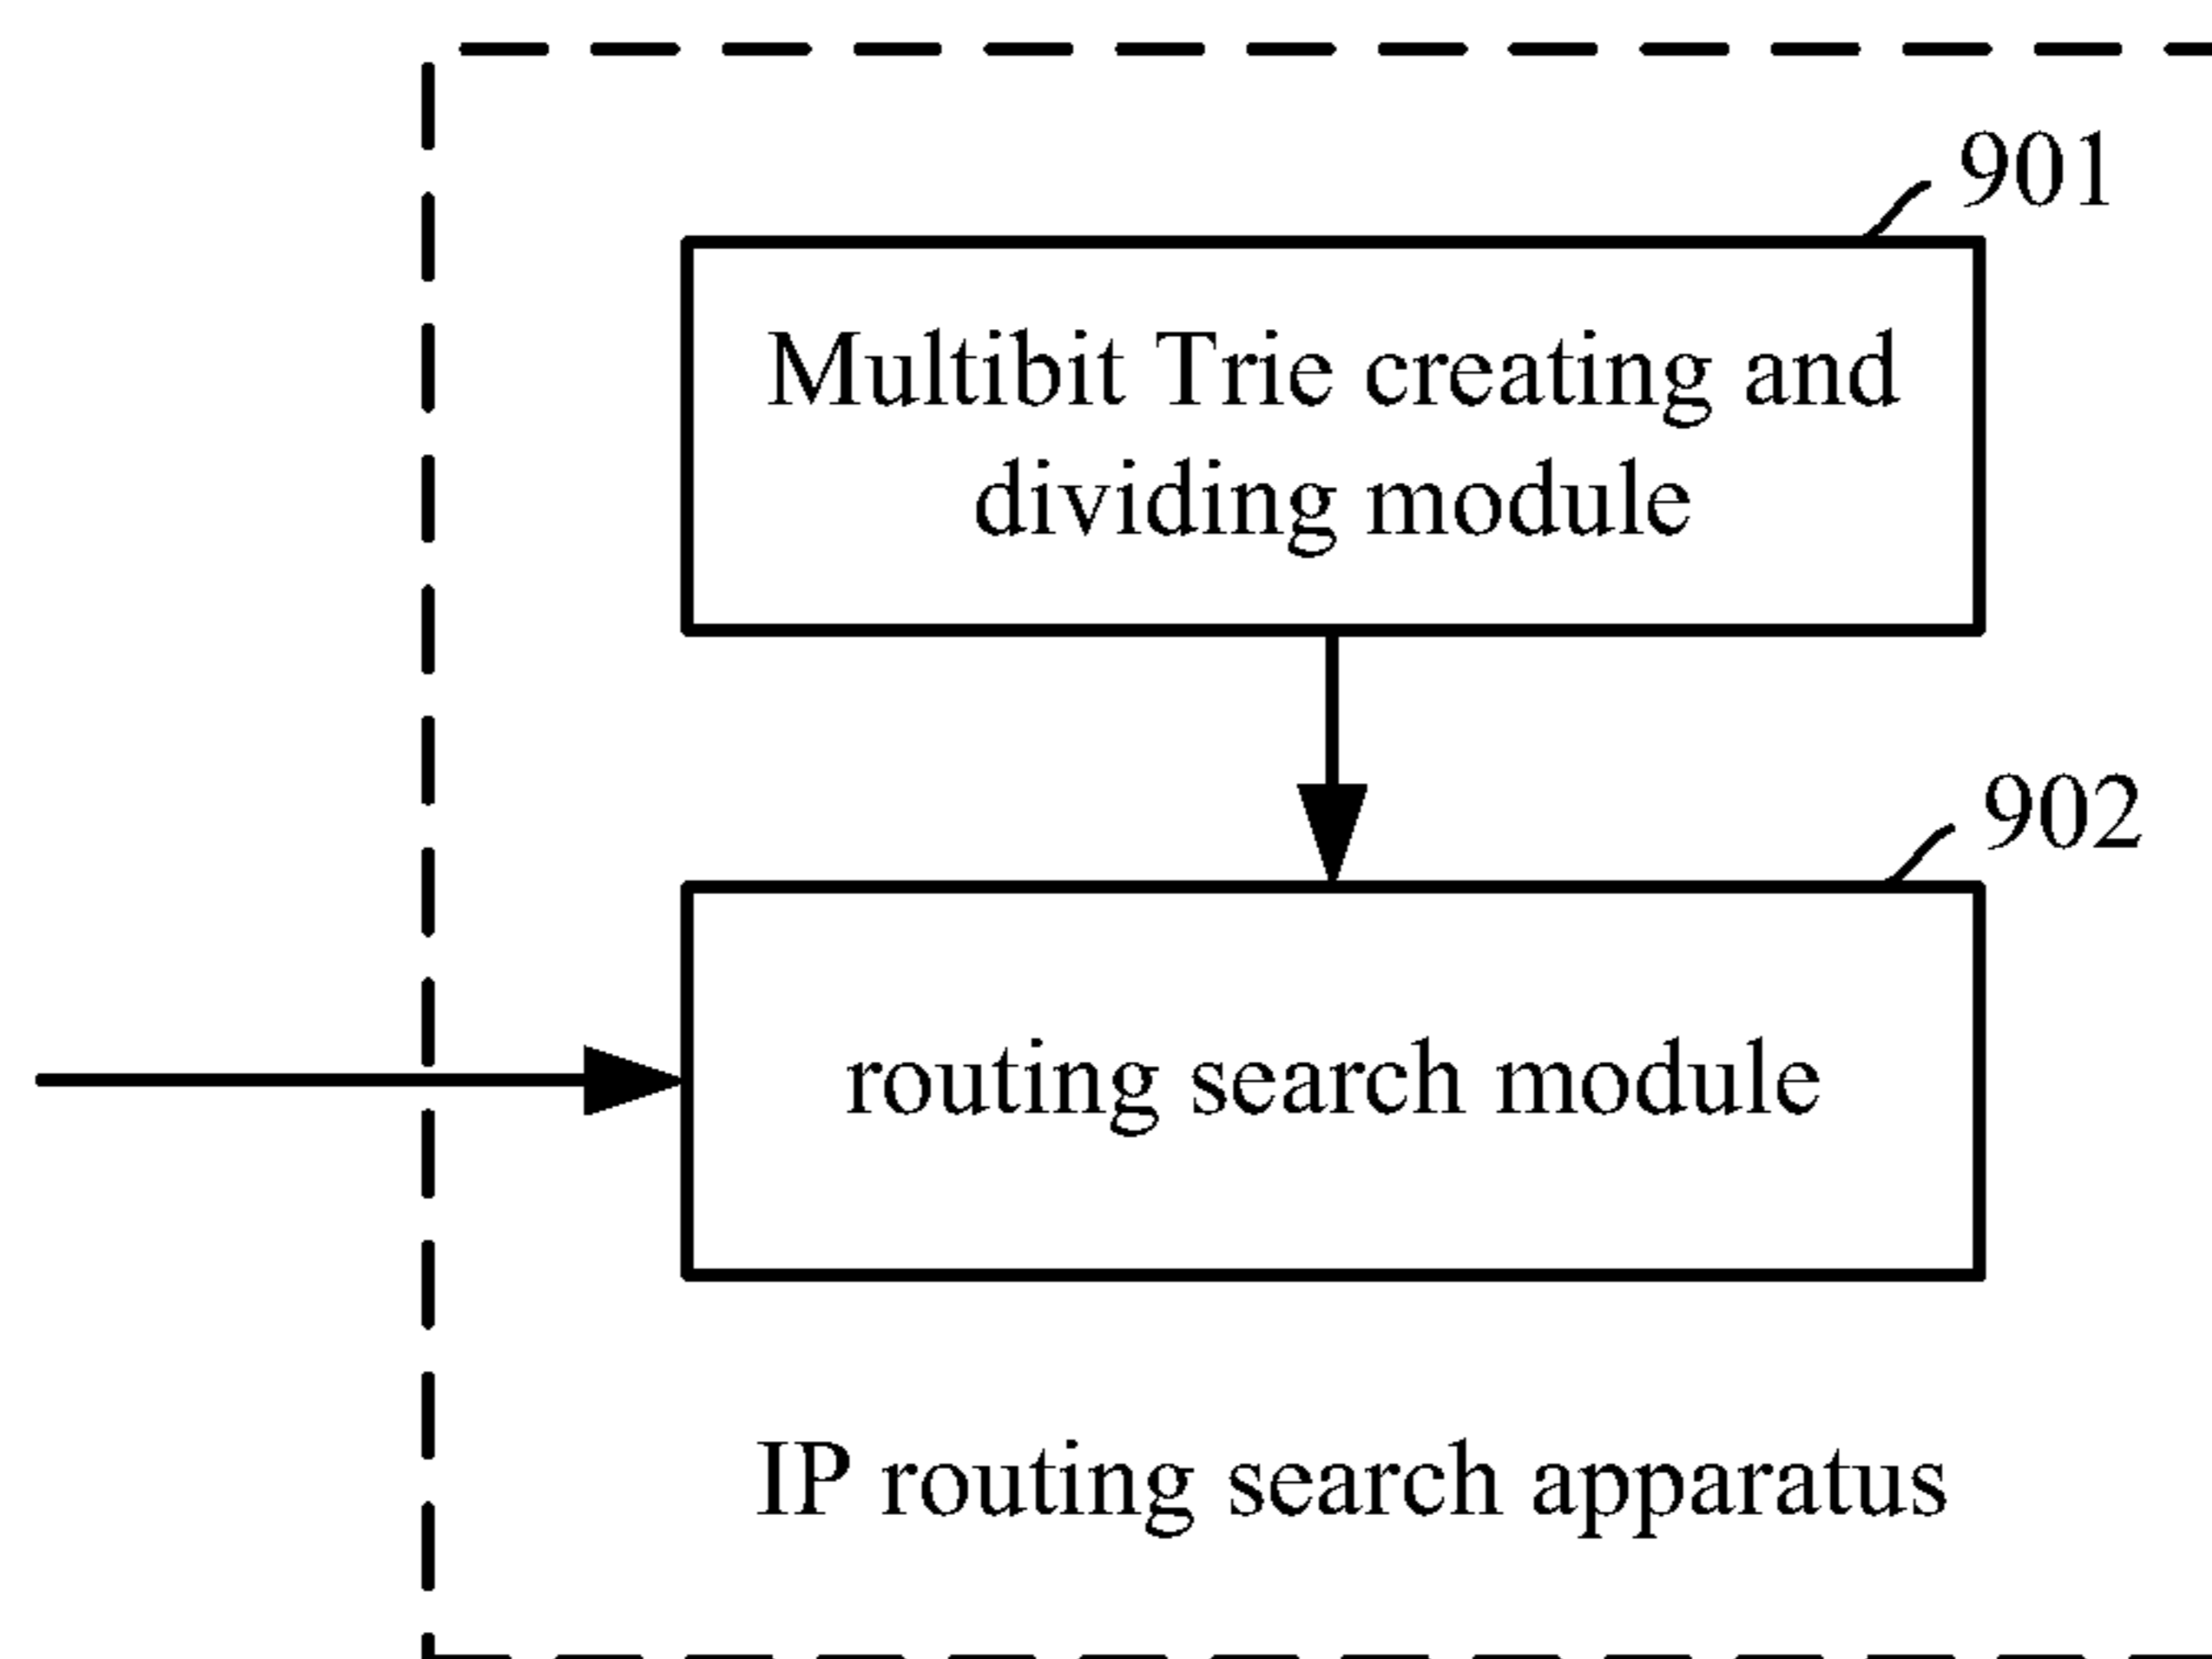 901
Multibit Trie creating and
dividing module
902
routing search module
IP routing search apparatus